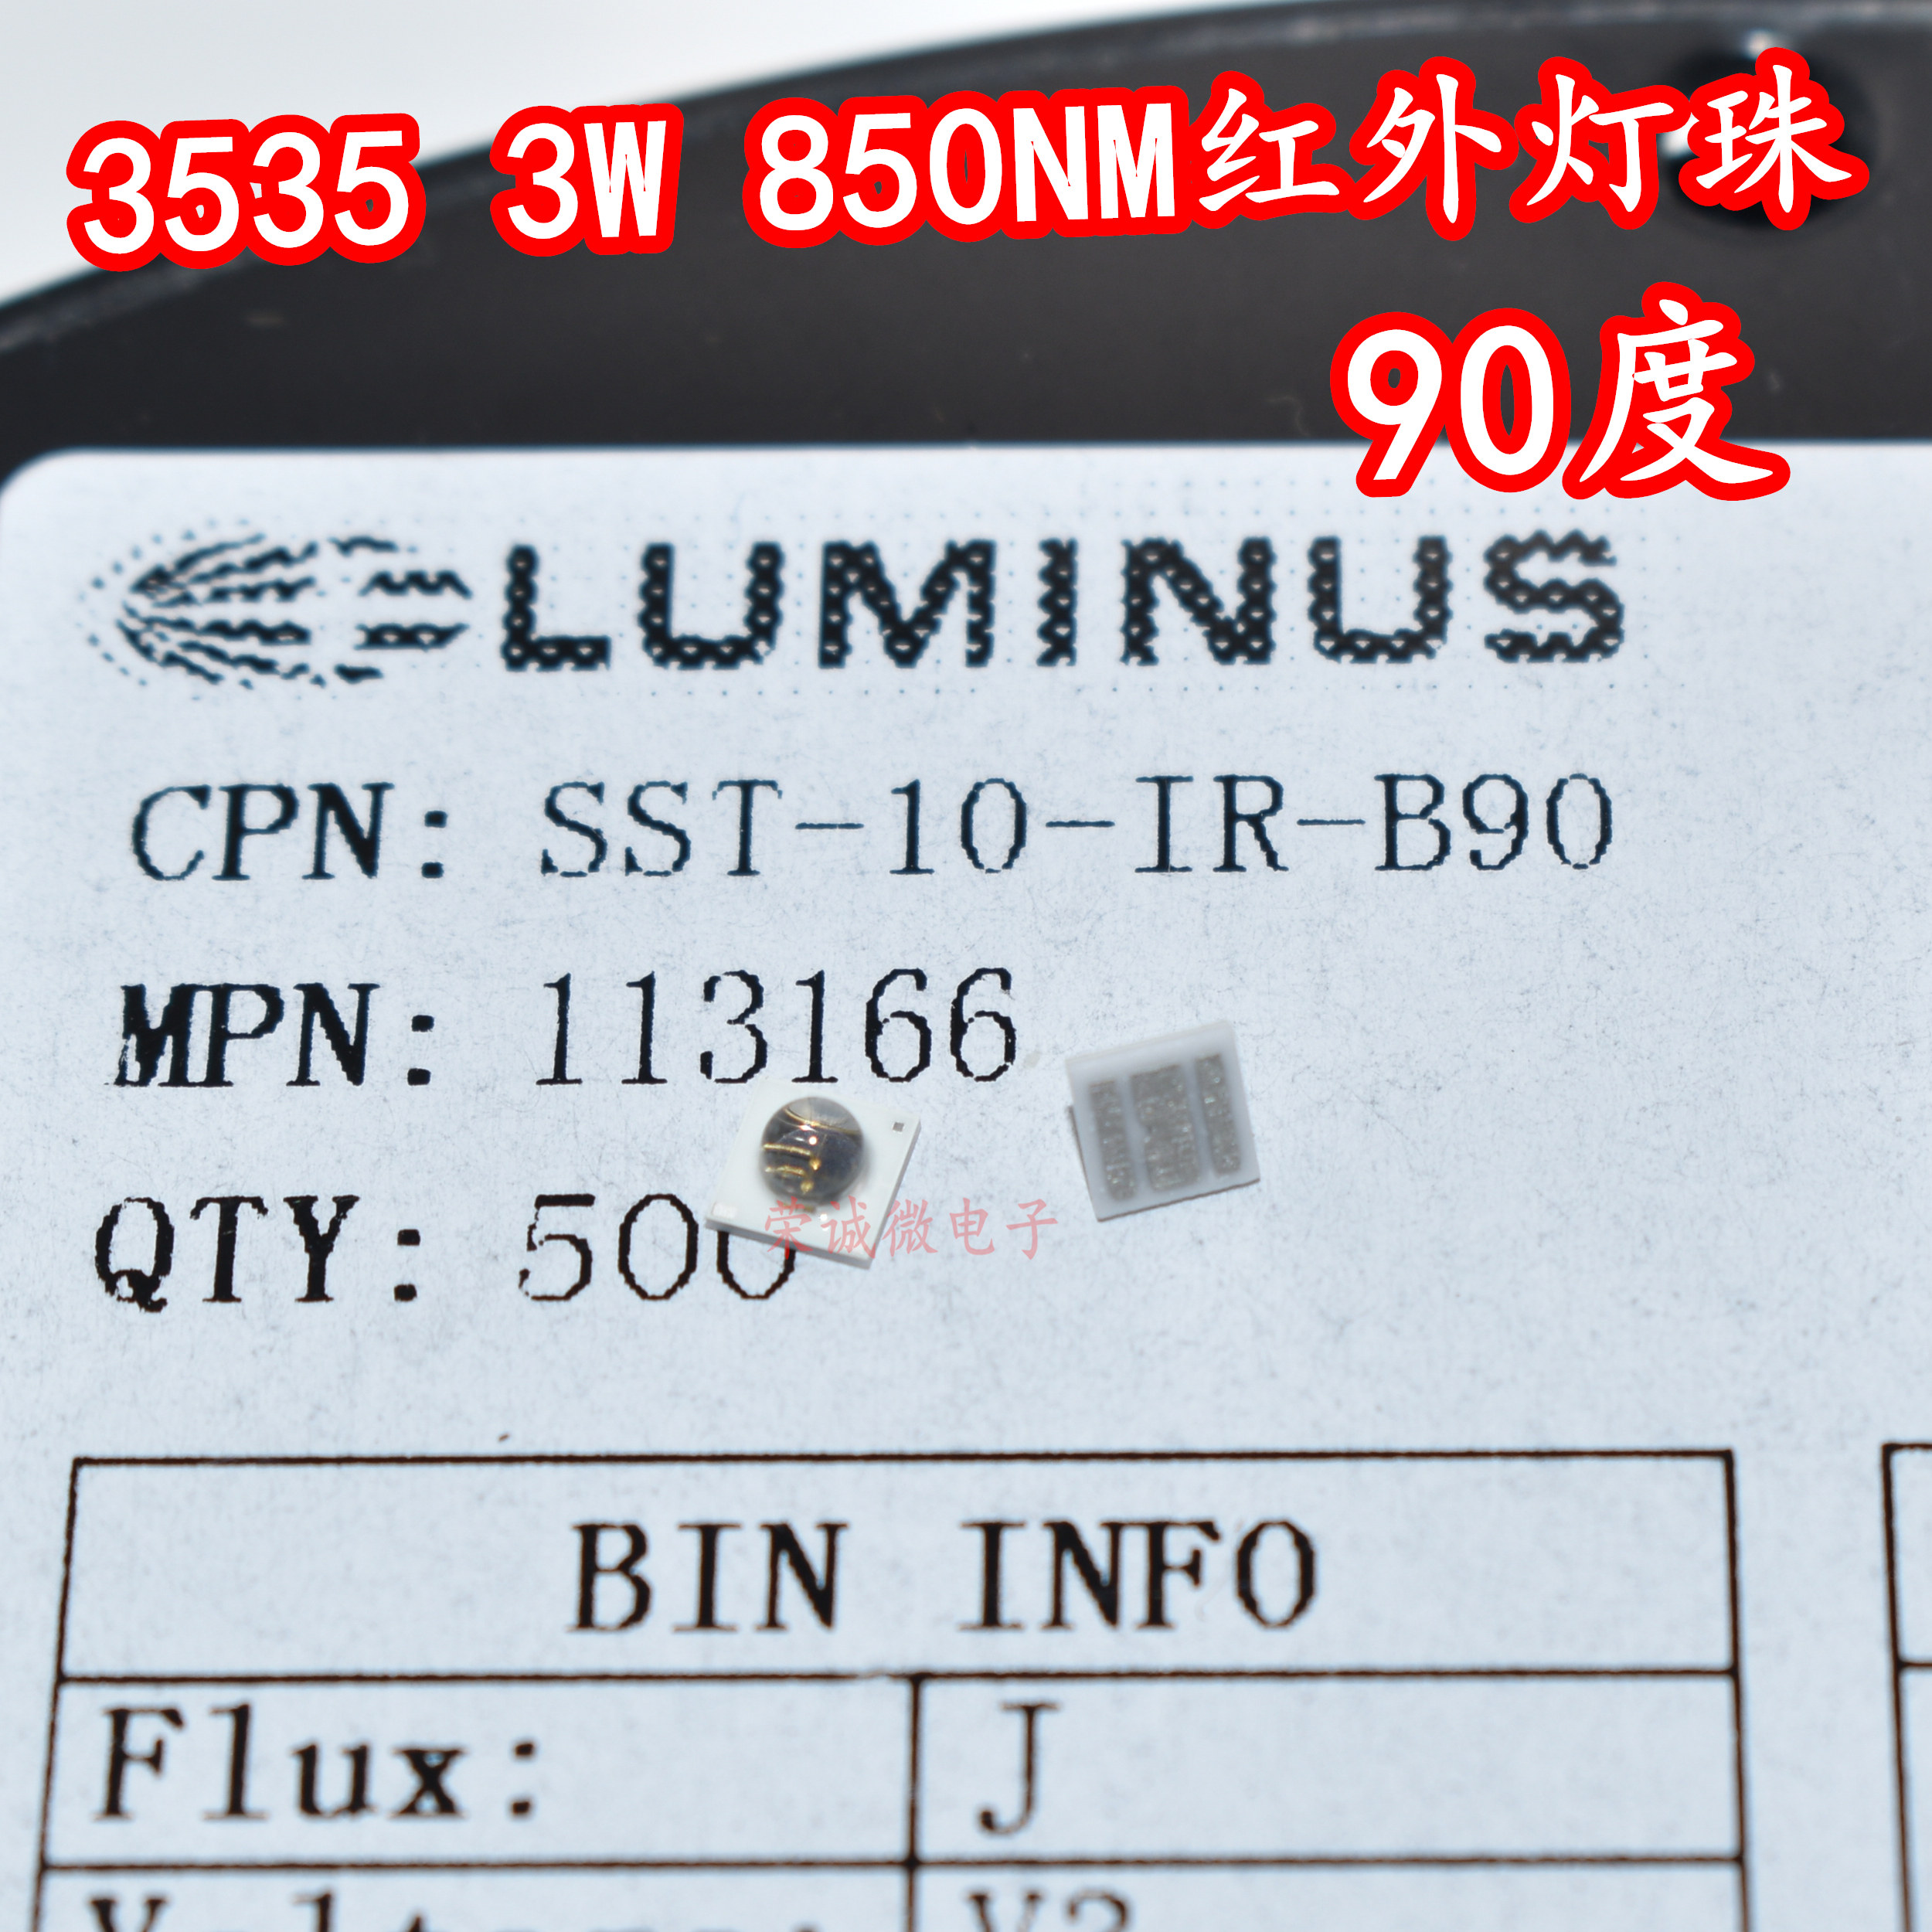 3535 3W 850NM红外灯珠
90度
LUMINUS
CPN: SST-10-IR-B90
MPN: 113166
QTY: 500
荣诚微电子
BIN INFO
Flux: J